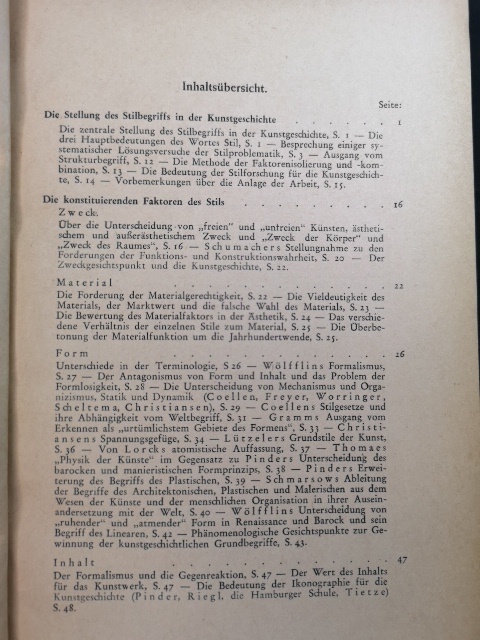 Inhaltsübersicht.
Seite:
Die Stellung des Stilbegriffs in der Kunstgeschichte . . . . . . 1
Die zentrale Stellung des Stilbegriffes in der Kunstgeschichte, S. 1 — Die
drei Hauptbedeutungen des Wortes Stil, S. 1 — Besprechung einiger sy-
stematischer Lösungsversuche der Stilproblematik, S. 3 — Ausgang vom
Strukturbegriff, S. 12 — Die Methode der Faktorenisolierung und -kom-
bination, S. 13 — Die Bedeutung der Stilforschung für die Kunstgeschich-
te, S. 14 — Vorbemerkungen über die Anlage der Arbeit, S. 15.
Die konstituierenden Faktoren des Stils . . . . . . . . 16
Zweck.
Über die Unterscheidung von „freien" und „unfreien" Künsten, ästheti-
schem und außerästhetischem Zweck und „Zweck der Körper" und
„Zweck des Raumes", S. 16 — Schumachers Stellungnahme zu den
Forderungen der Funktions- und Konstruktionswahrheit, S. 20 — Der
Zweckgesichtspunkt und die Kunstgeschichte, S. 22.
Material . . . . . . . . . . . 22
Die Forderung der Materialgerechtigkeit, S. 22 — Die Vieldeutigkeit des
Materials, der Marktwert und die falsche Wahl des Materials, S. 23 —
Die Bewertung des Materialfaktors in der Ästhetik, S. 24 — Das verschie-
dene Verhältnis der einzelnen Stile zum Material, S. 25 — Die Überbe-
tonung der Materialfunktion um die Jahrhundertwende, S. 25.
Form . . . . . . . . . . . . 26
Unterschiede in der Terminologie, S 26 — Wölfflins Formalismus,
S. 27 — Der Antagonismus von Form und Inhalt und das Problem der
Formlosigkeit, S. 28 — Die Unterscheidung von Mechanismus und Orga-
nizismus, Statik und Dynamik (Coellen, Freyer, Worringer,
Scheltema, Christiansen), S. 29 — Coellens Stilgesetze und
ihre Abhängigkeit vom Weltbegriff, S. 31 — Gramms Ausgang vom
Erkennen als „urtümlichstem Gebiete des Formens", S. 33 — Christi-
ansens Spannungsgefüge, S. 34 — Lützelers Grundstile der Kunst,
S. 36 — Von Lorcks atomistische Auffassung, S. 37 — Thomaes
„Physik der Künste" im Gegensatz zu Pinders Unterscheidung des
barocken und manieristischen Formprinzips, S. 38 — Pinders Erwei-
terung des Begriffs des Plastischen, S. 39 — Schmarsows Ableitung
der Begriffe des Architektonischen, Plastischen und Malerischen aus dem
Wesen der Künste und der menschlichen Organisation in ihrer Ausein-
andersetzung mit der Welt, S. 40 — Wölfflins Unterscheidung von
„ruhender" und „atmender" Form in Renaissance und Barock und sein
Begriff des Linearen, S. 42 — Phänomenologische Gesichtspunkte zur Ge-
winnung der kunstgeschichtlichen Grundbegriffe, S. 43.
Inhalt . . . . . . . . . . . 47
Der Formalismus und die Gegenreaktion, S. 47 — Der Wert des Inhalts
für das Kunstwerk, S. 47 — Die Bedeutung der Ikonographie für die
Kunstgeschichte (Pinder, Riegl, die Hamburger Schule, Tietze)
S. 48.